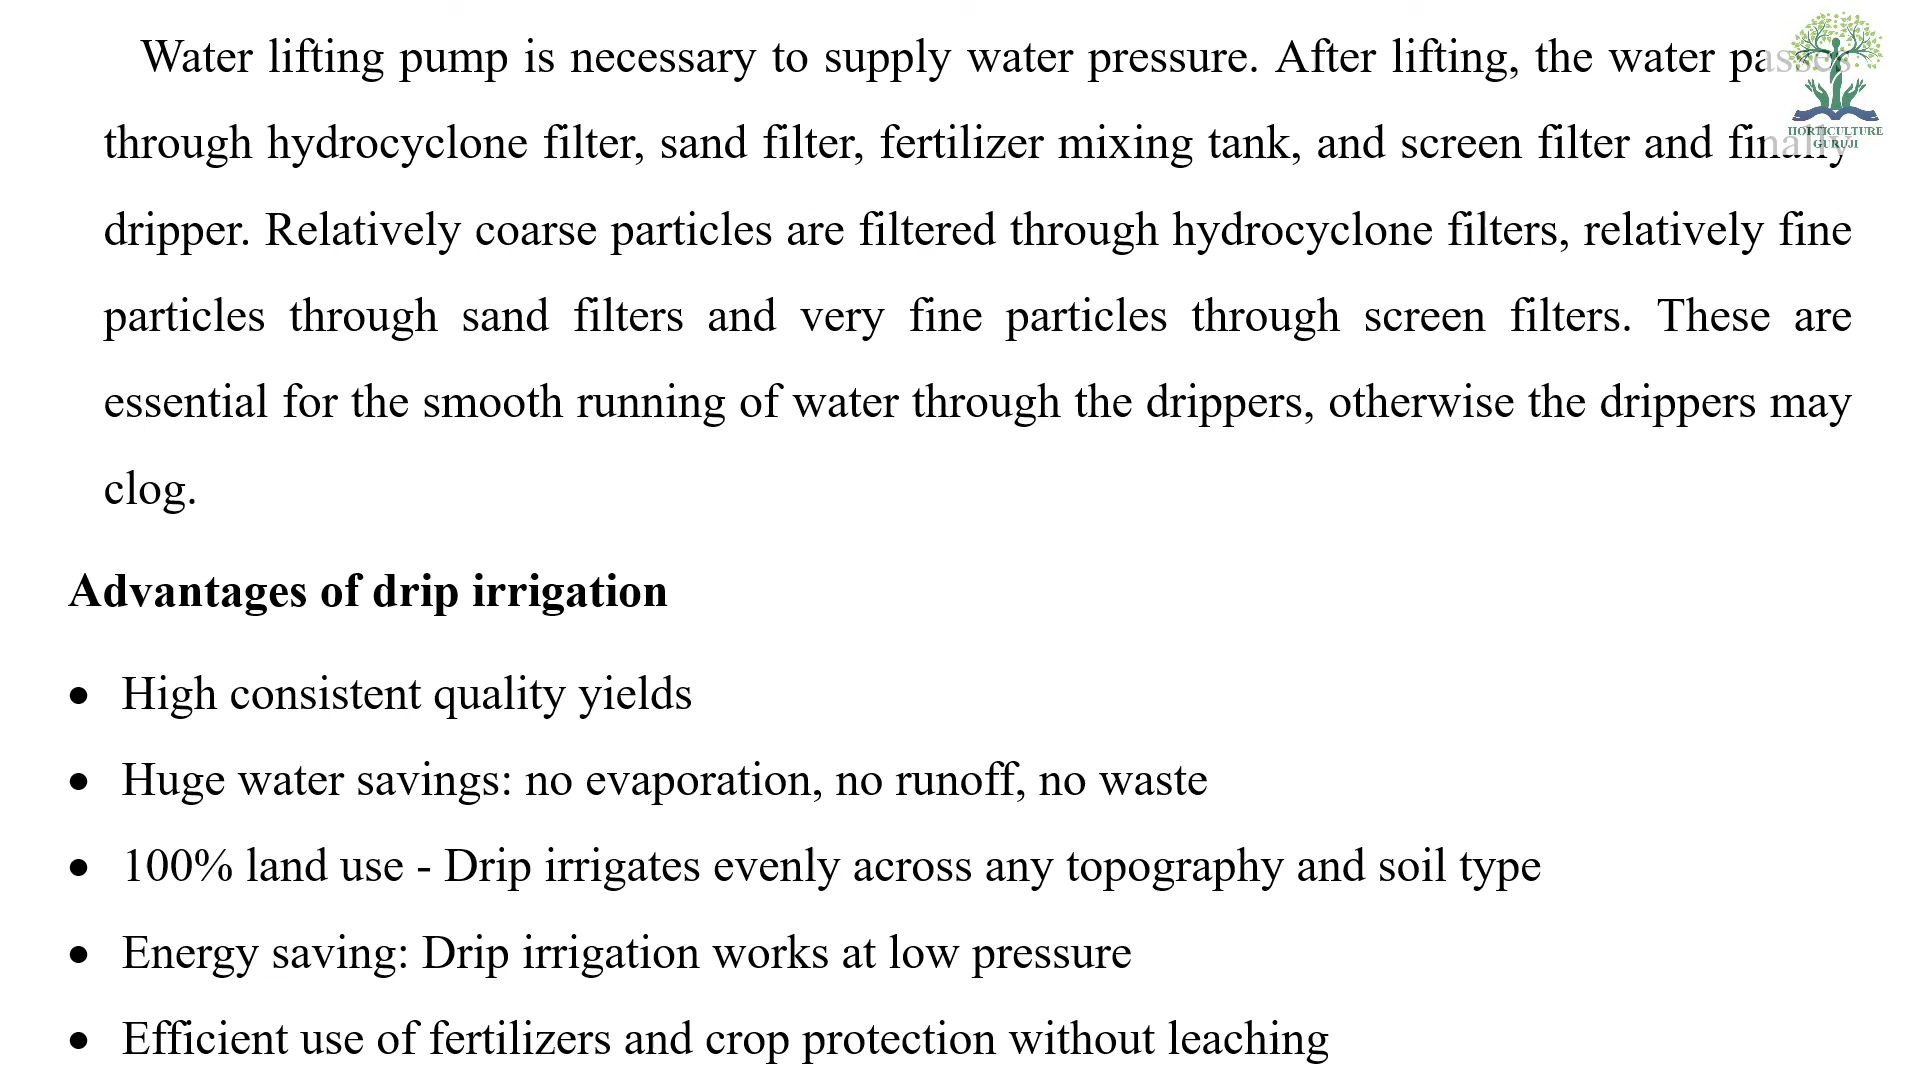 Water lifting pump is necessary to supply water pressure. After lifting, the water passes
through hydrocyclone filter, sand filter, fertilizer mixing tank, and screen filter and finally
dripper. Relatively coarse particles are filtered through hydrocyclone filters, relatively fine
particles through sand filters and very fine particles through screen filters. These are
essential for the smooth running of water through the drippers, otherwise the drippers may
clog.
Advantages of drip irrigation
• High consistent quality yields
• Huge water savings: no evaporation, no runoff, no waste
• 100% land use - Drip irrigates evenly across any topography and soil type
• Energy saving: Drip irrigation works at low pressure
• Efficient use of fertilizers and crop protection without leaching
HORTICULTURE
GURUJI